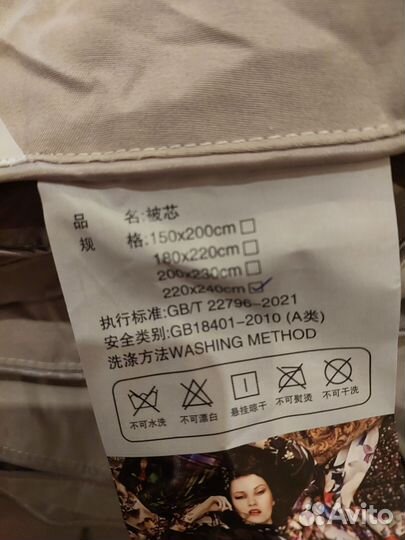 品 名:被芯
规 格:150x200cm
180x220cm
200x230cm
220x240cm
执行标准:GB/T 22796-2021
安全类别:GB18401-2010 (A类)
洗涤方法WASHING METHOD
不可水洗 不可漂白 悬挂晾干 不可熨烫 不可干洗
Avito